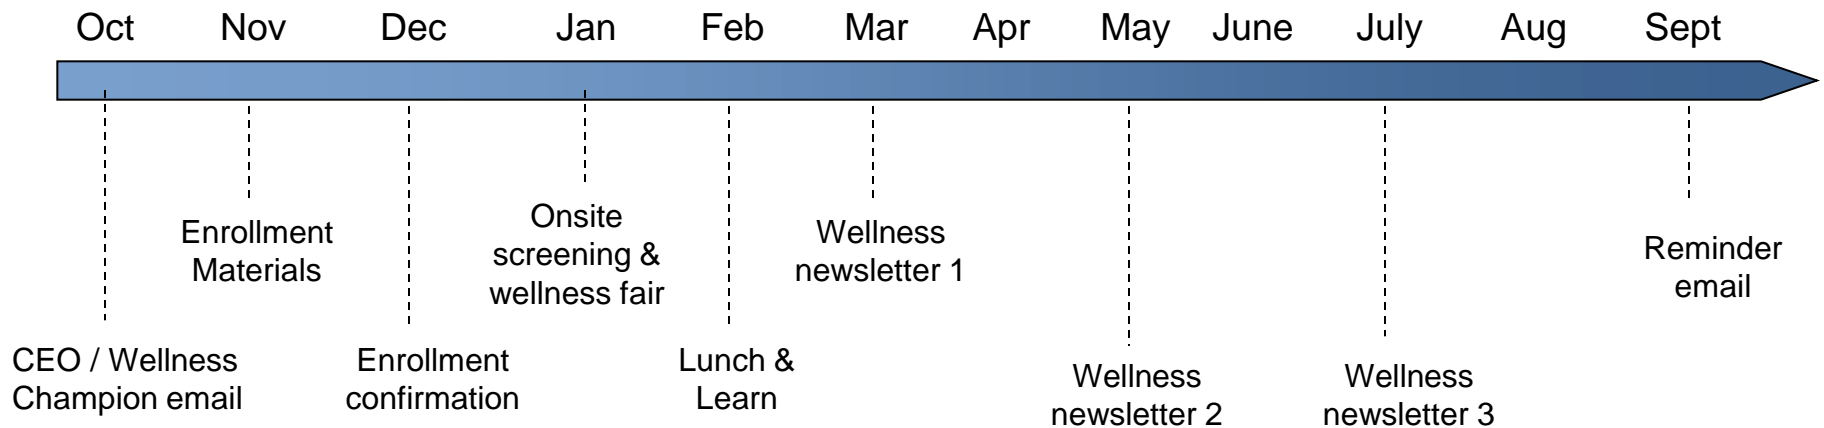 Oct Nov Dec Jan Feb Mar Apr May June July Aug Sept
Enrollment
Materials
Onsite
screening &
wellness fair
Wellness
newsletter 1
Reminder
email
CEO / Wellness
Champion email
Enrollment
confirmation
Lunch &
Learn
Wellness
newsletter 2
Wellness
newsletter 3